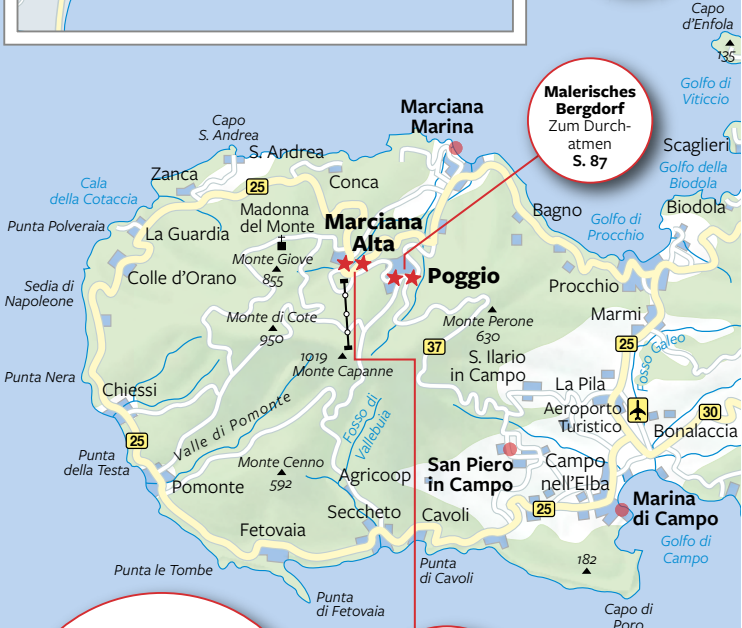 Capo
d'Enfola
135
Golfo di
Viticcio
Malerisches
Bergdorf
Zum Durch-
atmen
S. 87
Marciana
Marina
Capo
S. Andrea
S. Andrea
Scaglieri
Golfo della
Biodola
Biodola
Zanca
25
Conca
Cala
della Cotaccia
Madonna
del Monte
Marciana
Alta
Bagno
Golfo di
Procchio
Punta Polveraia
La Guardia
Monte Giove
855
Colle d'Orano
Poggio
Procchio
Sedia di
Napoleone
Monte di Cote
950
Monte Perone
630
Marmi
25
37
1019
Monte Capanne
S. Ilario
in Campo
Fosso Galeo
Punta Nera
Chiessi
La Pila
Aeroporto
Turistico
30
Bonalaccia
Valle di Pomonte
Fosso di
Vallebuia
25
Punta
della Testa
Monte Cenno
592
Agricoop
San Piero
in Campo
Campo
nell'Elba
Pomonte
Marina
di Campo
Seccheto
Cavoli
25
Fetovaia
Golfo di
Campo
Punta le Tombe
Punta
di Cavoli
182
Punta
di Fetovaia
Capo di
Poro